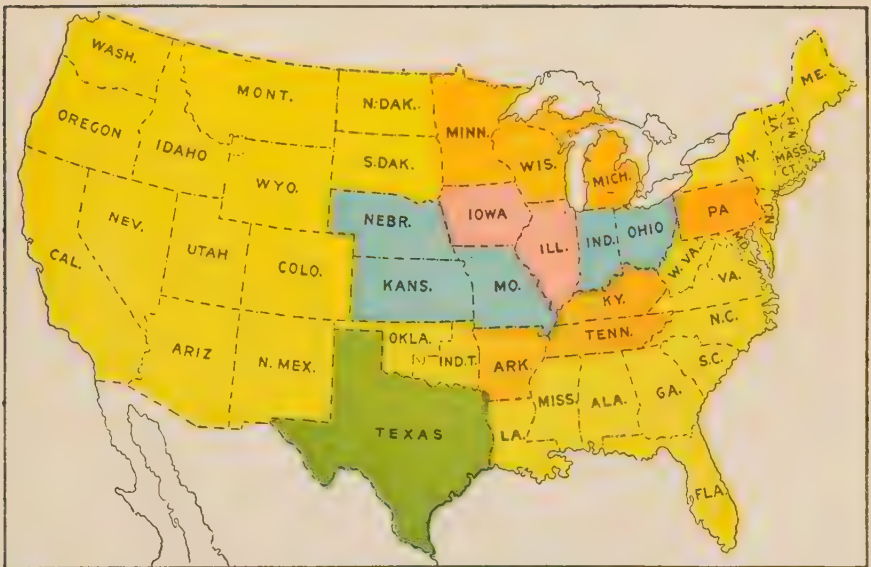 WASH.
MONT.
N. DAK.
MINN.
ME.
OREGON
IDAHO
S. DAK.
WIS.
MICH.
VT.
N.H
N.Y.
MASS.
CT.
WYO.
NEBR.
IOWA
ILL.
IND.
OHIO
PA
N.J.
NEV.
UTAH
COLO.
KANS.
MO.
W. VA.
MD.
VA.
CAL.
KY.
N.C.
TENN.
ARIZ
N. MEX.
OKLA.
IND.T.
ARK.
S.C.
MISS.
ALA.
GA.
TEXAS
LA.
FLA.